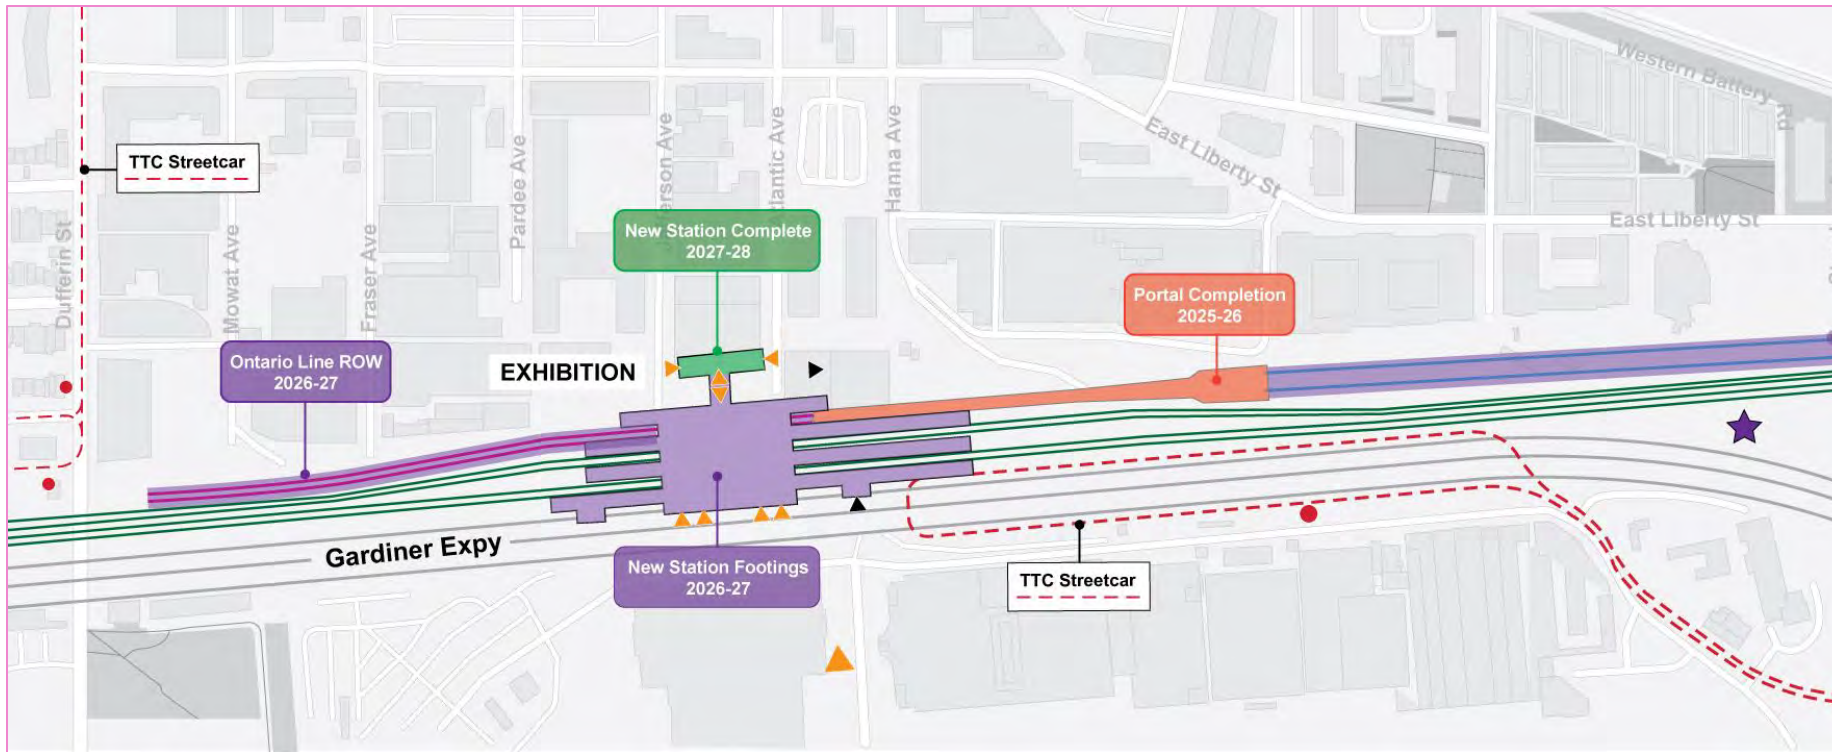 Western Battery Rd
East Liberty St
TTC Streetcar
Pardee Ave
Atlantic Ave
Hanna Ave
Dufferin St
Mowat Ave
Fraser Ave
New Station Complete
2027-28
East Liberty St
Portal Completion
2025-26
Ontario Line ROW
2026-27
EXHIBITION
Gardiner Expy
New Station Footings
2026-27
TTC Streetcar